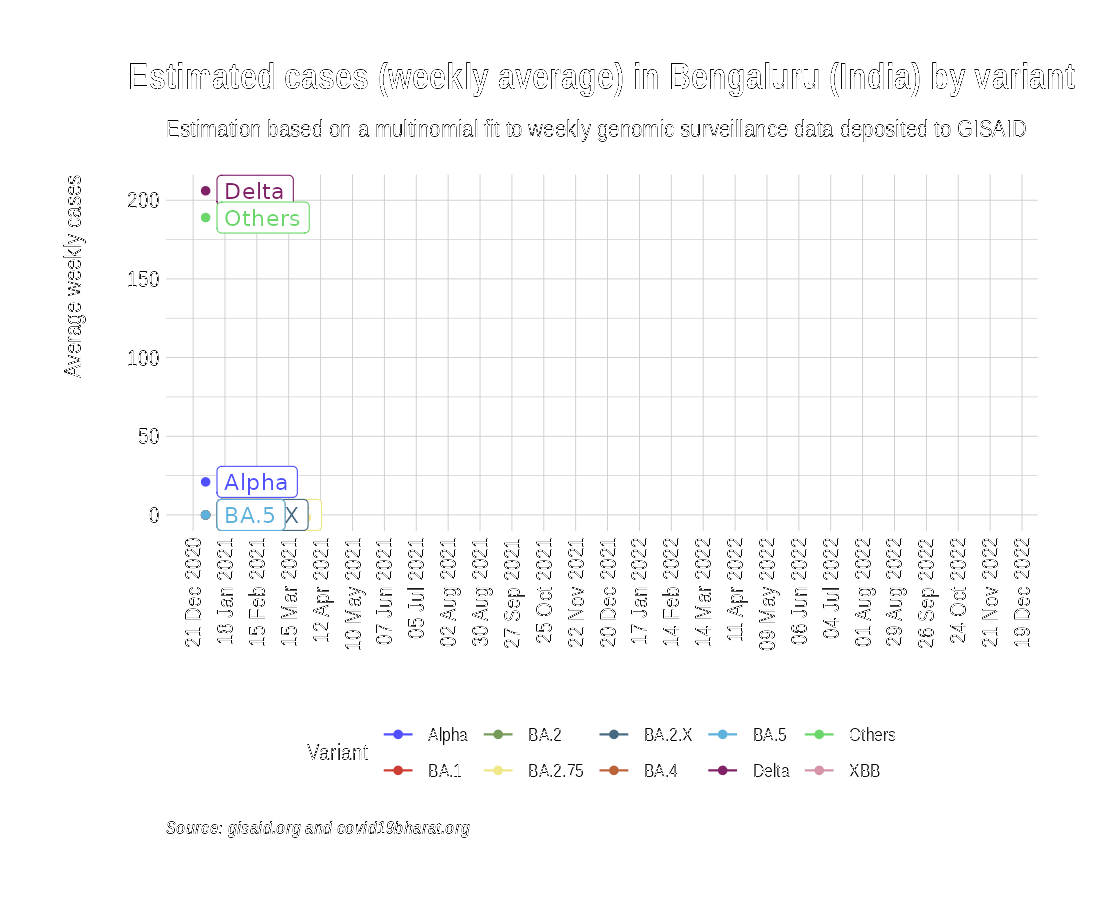 Estimated cases (weekly average) in Bengaluru (India) by variant
Estimation based on a multinomial fit to weekly genomic surveillance data deposited to GISAID
Average weekly cases
200
150
100
50
0
Delta
Others
Alpha
BA.5
X
21 Dec 2020
18 Jan 2021
15 Feb 2021
15 Mar 2021
12 Apr 2021
10 May 2021
07 Jun 2021
05 Jul 2021
02 Aug 2021
30 Aug 2021
27 Sep 2021
25 Oct 2021
22 Nov 2021
20 Dec 2021
17 Jan 2022
14 Feb 2022
14 Mar 2022
11 Apr 2022
09 May 2022
06 Jun 2022
04 Jul 2022
01 Aug 2022
29 Aug 2022
26 Sep 2022
24 Oct 2022
21 Nov 2022
19 Dec 2022
Variant
Alpha BA.2 BA.2.X BA.5 Others
BA.1 BA.2.75 BA.4 Delta XBB
Source: gisaid.org and covid19bharat.org